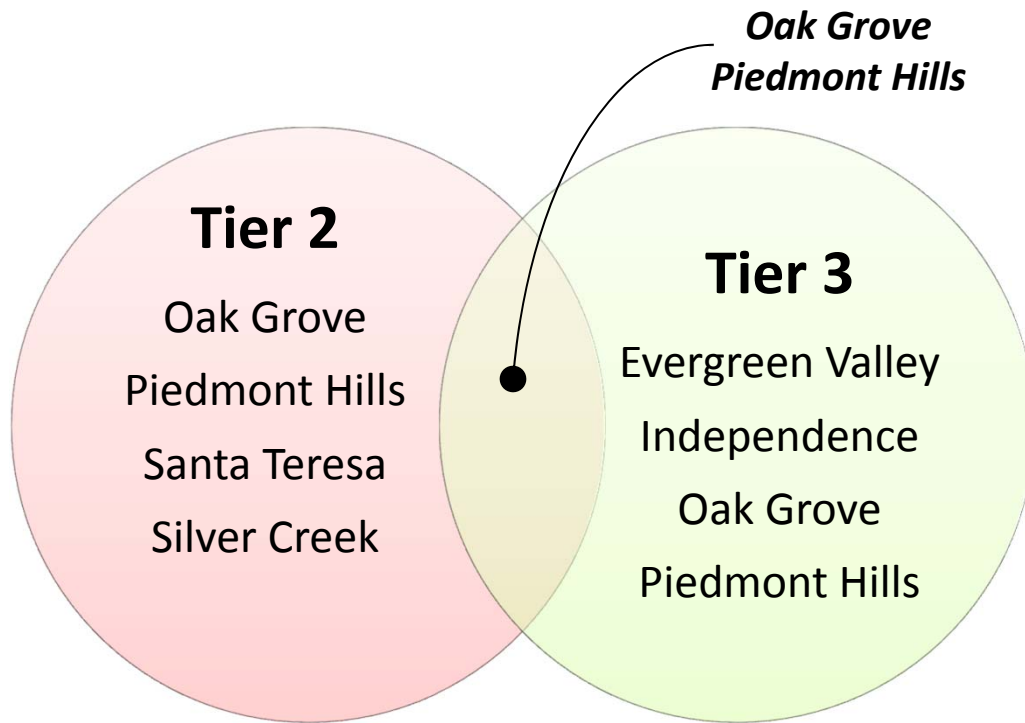 Oak Grove
Piedmont Hills
Tier 2
Oak Grove
Piedmont Hills
Santa Teresa
Silver Creek
Tier 3
Evergreen Valley
Independence
Oak Grove
Piedmont Hills